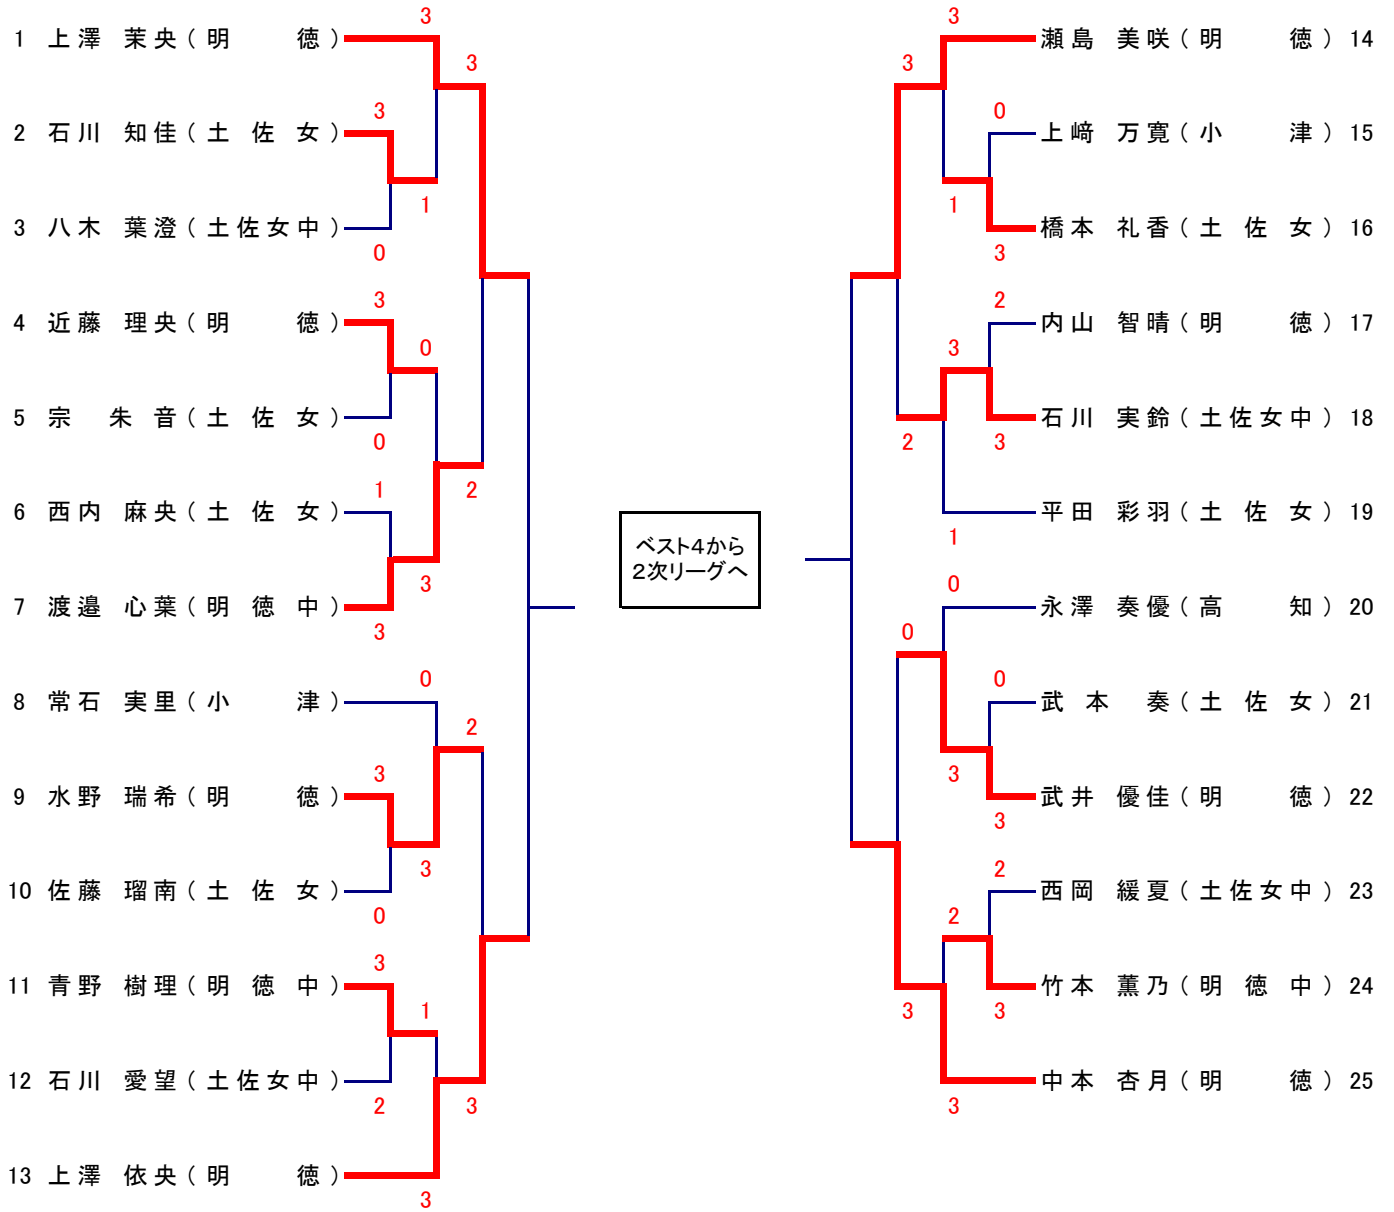 3
1 上澤 茉央（明 徳）
3
3
2 石川 知佳（土 佐 女）
1
3 八木 葉澄（土佐女中）
0
3
4 近藤 理央（明 徳）
0
5 宗 朱音（土 佐 女）
0
1
6 西内 麻央（土 佐 女）
2
3
7 渡邉 心葉（明 徳 中）
3
0
8 常石 実里（小 津）
2
3
9 水野 瑞希（明 徳）
3
10 佐藤 瑠南（土 佐 女）
0
3
11 青野 樹理（明 徳 中）
1
12 石川 愛望（土佐女中）
2
3
13 上澤 依央（明 徳）
3
ベスト4から
2次リーグへ
3
瀬島 美咲（明 徳）14
3
0
上﨑 万寛（小 津）15
1
橋本 礼香（土 佐 女）16
3
2
内山 智晴（明 徳）17
3
石川 実鈴（土佐女中）18
2
3
平田 彩羽（土 佐 女）19
1
0
永澤 奏優（高 知）20
0
0
武本 奏（土 佐 女）21
3
武井 優佳（明 徳）22
3
2
西岡 緩夏（土佐女中）23
2
竹本 薫乃（明 徳 中）24
3
3
中本 杏月（明 徳）25
3